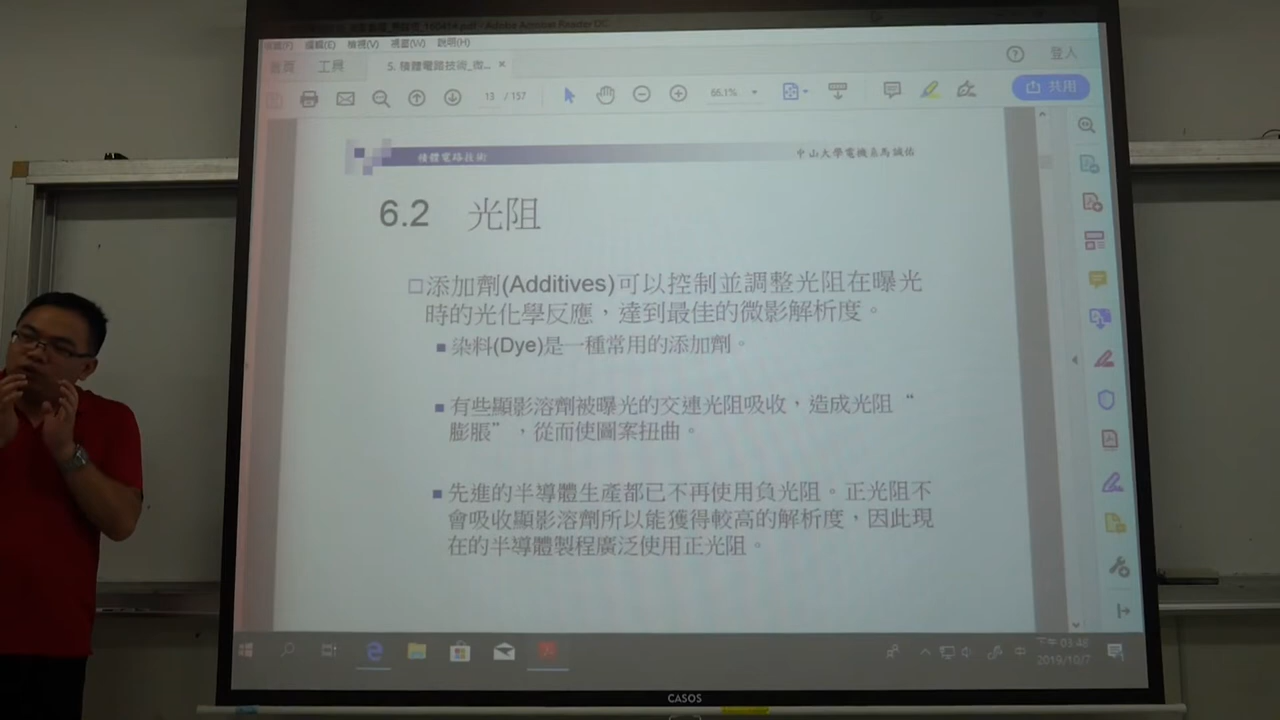 編輯(E) 檢視(V) 視窗(W) 說明(H)
首頁 工具 5. 積體電路技術_微... × ? 登入
13 / 157 65.1% 共用
積體電路技術 中山大學電機系馬誠佑
6.2 光阻
添加劑(Additives)可以控制並調整光阻在曝光
時的光化學反應，達到最佳的微影解析度。
染料(Dye)是一種常用的添加劑。
有些顯影溶劑被曝光的交連光阻吸收，造成光阻“
膨脹”，從而使圖案扭曲。
先進的半導體生產都已不再使用負光阻。正光阻不
會吸收顯影溶劑所以能獲得較高的解析度，因此現
在的半導體製程廣泛使用正光阻。
中 下午 03:48
2019/10/7
CASOS